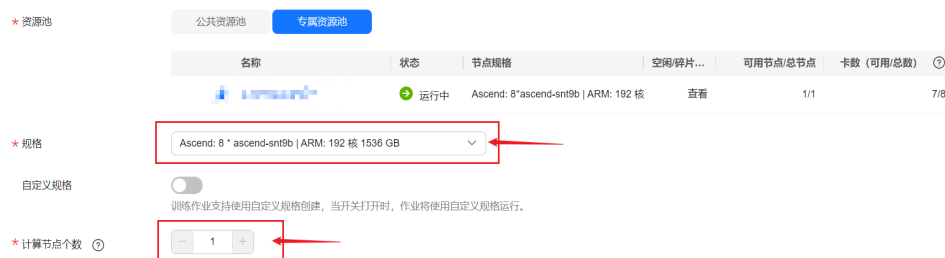 * 资源池 公共资源池 专属资源池
名称 状态 节点规格 空闲/碎片... 可用节点/总节点 卡数（可用/总数） ?
运行中 Ascend: 8*ascend-snt9b | ARM: 192 核 查看 1/1 7/8
* 规格 Ascend: 8 * ascend-snt9b | ARM: 192 核 1536 GB
自定义规格
训练作业支持使用自定义规格创建，当开关打开时，作业将使用自定义规格运行。
* 计算节点个数 ? − 1 +